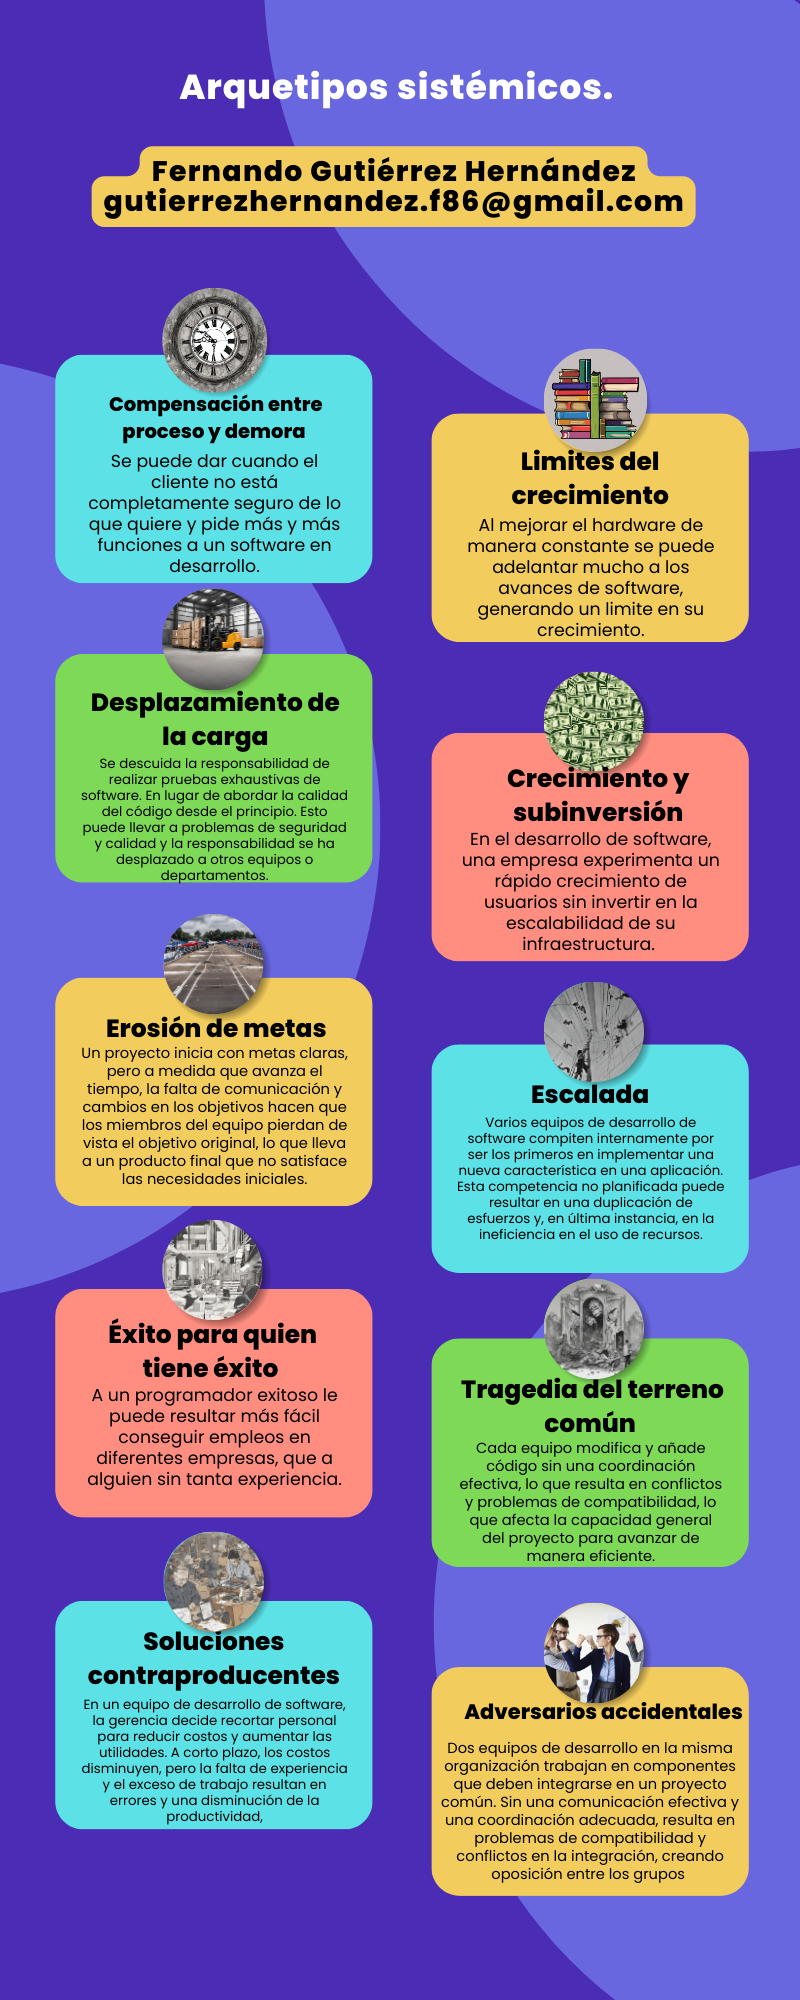 Arquetipos sistémicos.
Fernando Gutiérrez Hernández
gutierrezhernandez.f86@gmail.com
Compensación entre
proceso y demora
Se puede dar cuando el
cliente no está
completamente seguro de lo
que quiere y pide más y más
funciones a un software en
desarrollo.
Limites del
crecimiento
Al mejorar el hardware de
manera constante se puede
adelantar mucho a los
avances de software,
generando un limite en su
crecimiento.
Desplazamiento de
la carga
Se descuida la responsabilidad de
realizar pruebas exhaustivas de
software. En lugar de abordar la calidad
del código desde el principio. Esto
puede llevar a problemas de seguridad
y calidad y la responsabilidad se ha
desplazado a otros equipos o
departamentos.
Crecimiento y
subinversión
En el desarrollo de software,
una empresa experimenta un
rápido crecimiento de
usuarios sin invertir en la
escalabilidad de su
infraestructura.
Erosión de metas
Un proyecto inicia con metas claras,
pero a medida que avanza el
tiempo, la falta de comunicación y
cambios en los objetivos hacen que
los miembros del equipo pierdan de
vista el objetivo original, lo que lleva
a un producto final que no satisface
las necesidades iniciales.
Escalada
Varios equipos de desarrollo de
software compiten internamente por
ser los primeros en implementar una
nueva característica en una aplicación.
Esta competencia no planificada puede
resultar en una duplicación de
esfuerzos y, en última instancia, en la
ineficiencia en el uso de recursos.
Éxito para quien
tiene éxito
A un programador exitoso le
puede resultar más fácil
conseguir empleos en
diferentes empresas, que a
alguien sin tanta experiencia.
Tragedia del terreno
común
Cada equipo modifica y añade
código sin una coordinación
efectiva, lo que resulta en conflictos
y problemas de compatibilidad, lo
que afecta la capacidad general
del proyecto para avanzar de
manera eficiente.
Soluciones
contraproducentes
En un equipo de desarrollo de software,
la gerencia decide recortar personal
para reducir costos y aumentar las
utilidades. A corto plazo, los costos
disminuyen, pero la falta de experiencia
y el exceso de trabajo resultan en
errores y una disminución de la
productividad,
Adversarios accidentales
Dos equipos de desarrollo en la misma
organización trabajan en componentes
que deben integrarse en un proyecto
común. Sin una comunicación efectiva y
una coordinación adecuada, resulta en
problemas de compatibilidad y
conflictos en la integración, creando
oposición entre los grupos